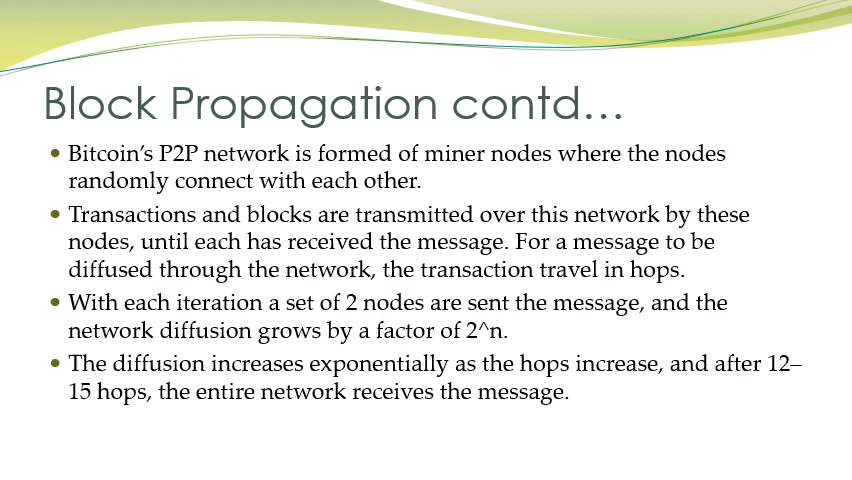 Block Propagation contd…
• Bitcoin’s P2P network is formed of miner nodes where the nodes
randomly connect with each other.
• Transactions and blocks are transmitted over this network by these
nodes, until each has received the message. For a message to be
diffused through the network, the transaction travel in hops.
• With each iteration a set of 2 nodes are sent the message, and the
network diffusion grows by a factor of 2^n.
• The diffusion increases exponentially as the hops increase, and after 12–
15 hops, the entire network receives the message.